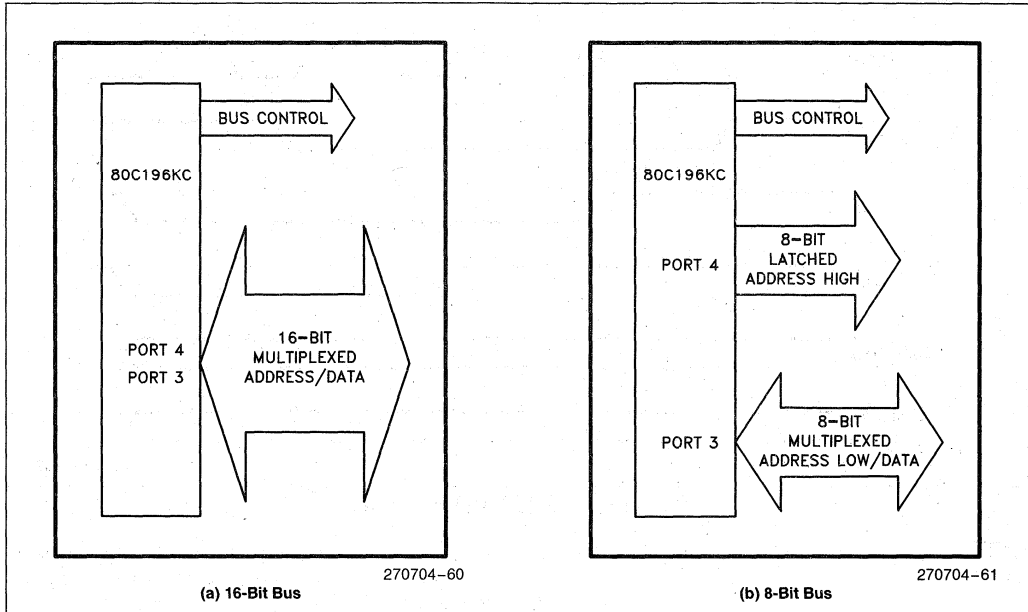 BUS CONTROL
80C196KC
PORT 4
PORT 3
16-BIT
MULTIPLEXED
ADDRESS/DATA
270704-60
(a) 16-Bit Bus
BUS CONTROL
80C196KC
PORT 4
8-BIT
LATCHED
ADDRESS HIGH
PORT 3
8-BIT
MULTIPLEXED
ADDRESS LOW/DATA
270704-61
(b) 8-Bit Bus